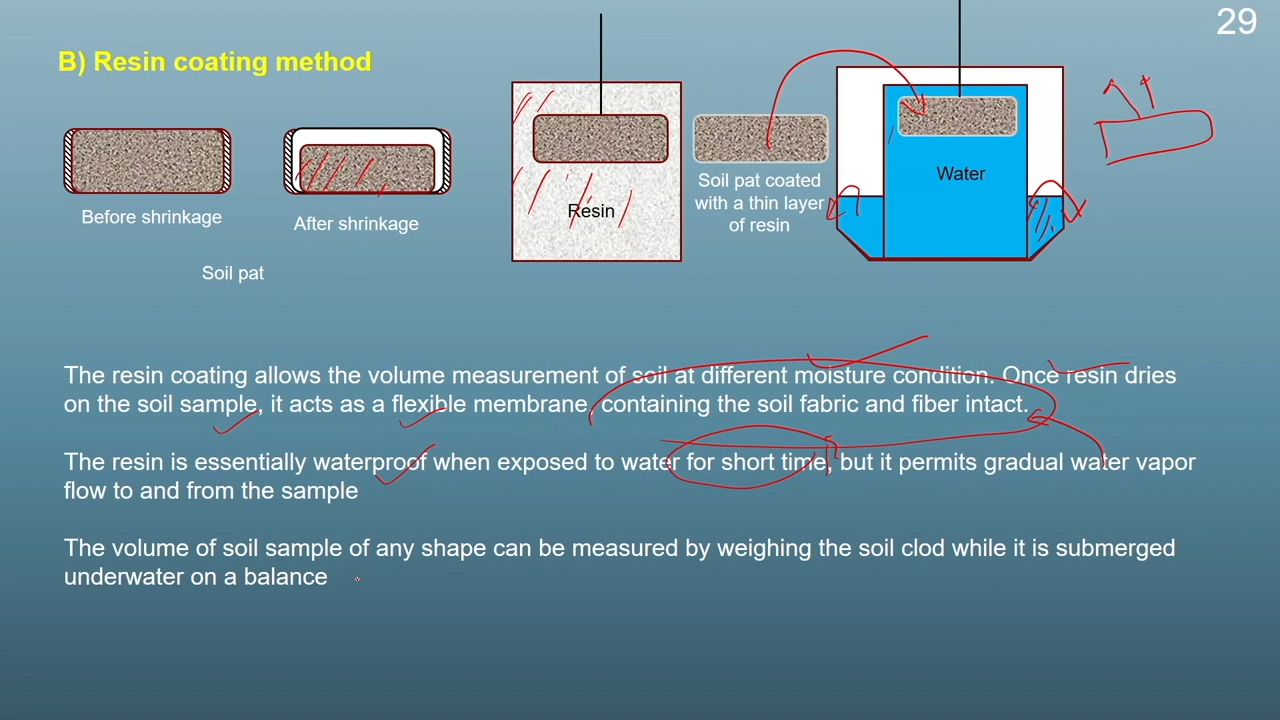 29
B) Resin coating method
Before shrinkage
After shrinkage
Soil pat
Resin
Soil pat coated
with a thin layer
of resin
Water
The resin coating allows the volume measurement of soil at different moisture condition. Once resin dries
on the soil sample, it acts as a flexible membrane, containing the soil fabric and fiber intact.
The resin is essentially waterproof when exposed to water for short time, but it permits gradual water vapor
flow to and from the sample
The volume of soil sample of any shape can be measured by weighing the soil clod while it is submerged
underwater on a balance